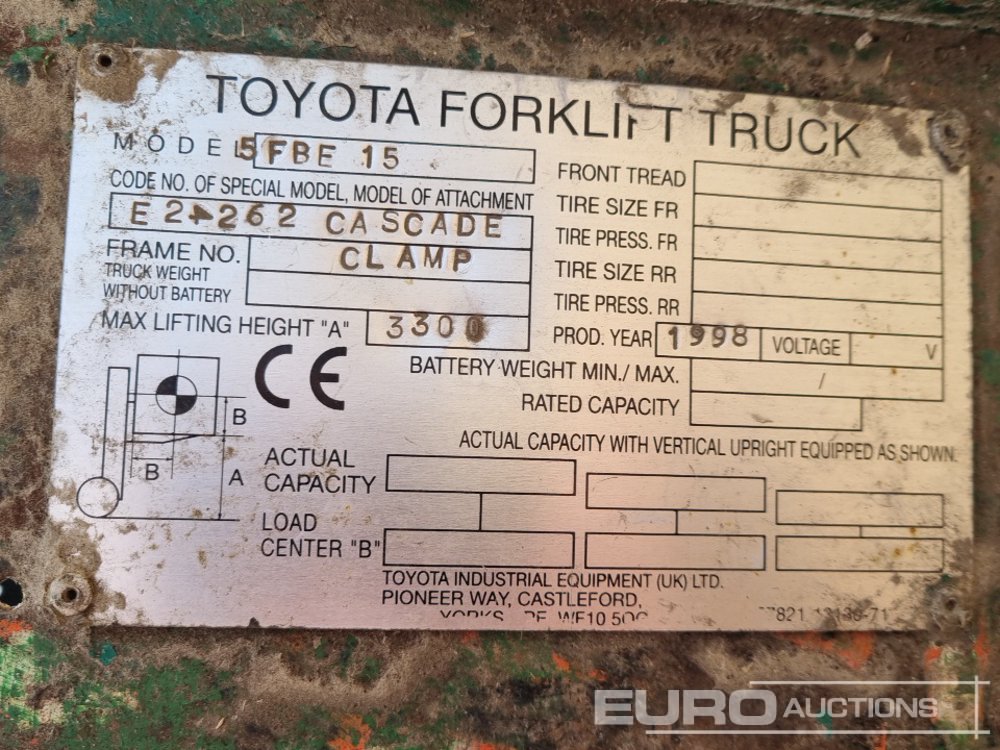 TOYOTA FORKLIFT TRUCK
MODEL 5FBE 15
CODE NO. OF SPECIAL MODEL, MODEL OF ATTACHMENT
262 CASCADE
FRAME NO. CLAMP
TRUCK WEIGHT
WITHOUT BATTERY
MAX LIFTING HEIGHT "A" 3300
FRONT TREAD
TIRE SIZE FR
TIRE PRESS. FR
TIRE SIZE RR
TIRE PRESS. RR
PROD. YEAR 1998 VOLTAGE V
BATTERY WEIGHT MIN./ MAX. /
RATED CAPACITY
CE
ACTUAL CAPACITY WITH VERTICAL UPRIGHT EQUIPPED AS SHOWN.
B
B
A
ACTUAL
CAPACITY
LOAD
CENTER "B"
TOYOTA INDUSTRIAL EQUIPMENT (UK) LTD.
PIONEER WAY, CASTLEFORD,
YORKS. WF10
EURO AUCTIONS